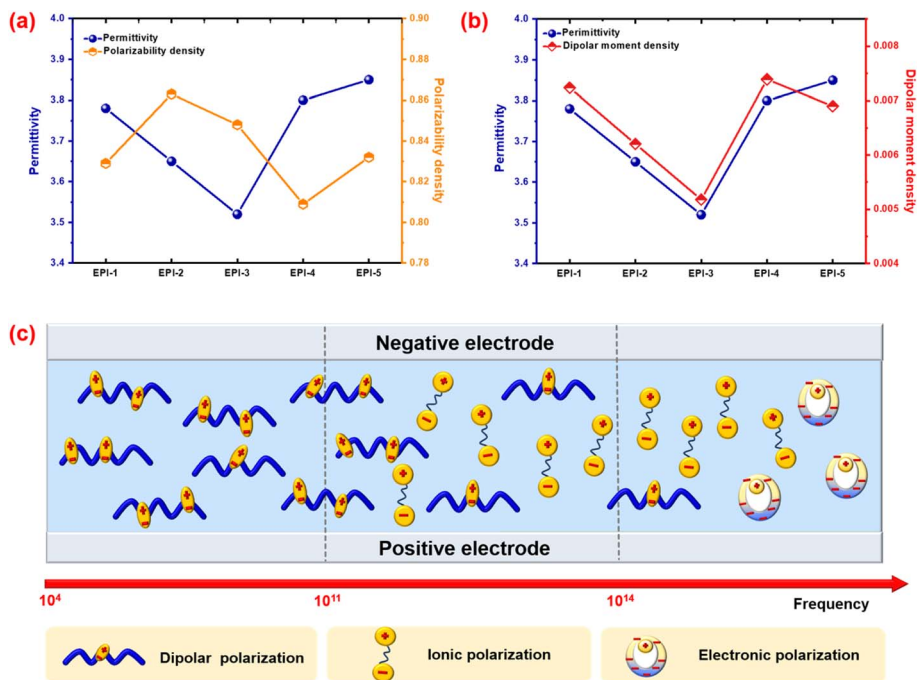 (a)
4.0
3.9
3.8
3.7
3.6
3.5
3.4
Permittivity
Permittivity
Polarizability density
EPI-1 EPI-2 EPI-3 EPI-4 EPI-5
0.90
0.88
0.86
0.84
0.82
0.80
0.78
Polarizability density
(b)
4.0
3.9
3.8
3.7
3.6
3.5
3.4
Permittivity
Perimittivity
Dipolar moment density
EPI-1 EPI-2 EPI-3 EPI-4 EPI-5
0.008
0.007
0.006
0.005
0.004
Dipolar moment density
(c)
Negative electrode
Positive electrode
10⁴ 10¹¹ 10¹⁴ Frequency
Dipolar polarization
Ionic polarization
Electronic polarization